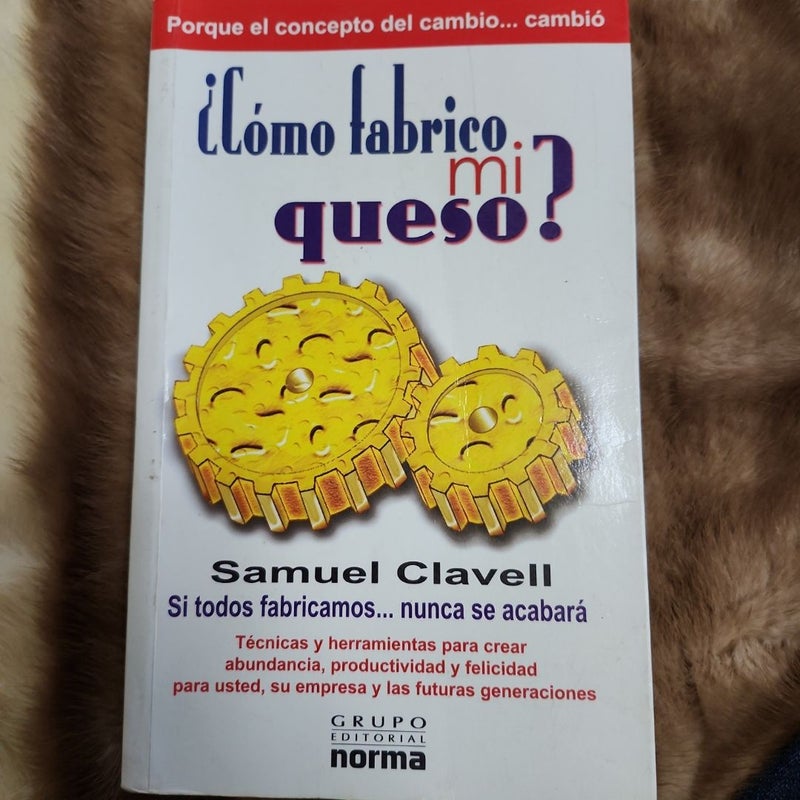 Porque el concepto del cambio... cambió
¿Cómo fabrico
mi
queso?
Samuel Clavell
Si todos fabricamos... nunca se acabará
Técnicas y herramientas para crear
abundancia, productividad y felicidad
para usted, su empresa y las futuras generaciones
GRUPO
EDITORIAL
norma